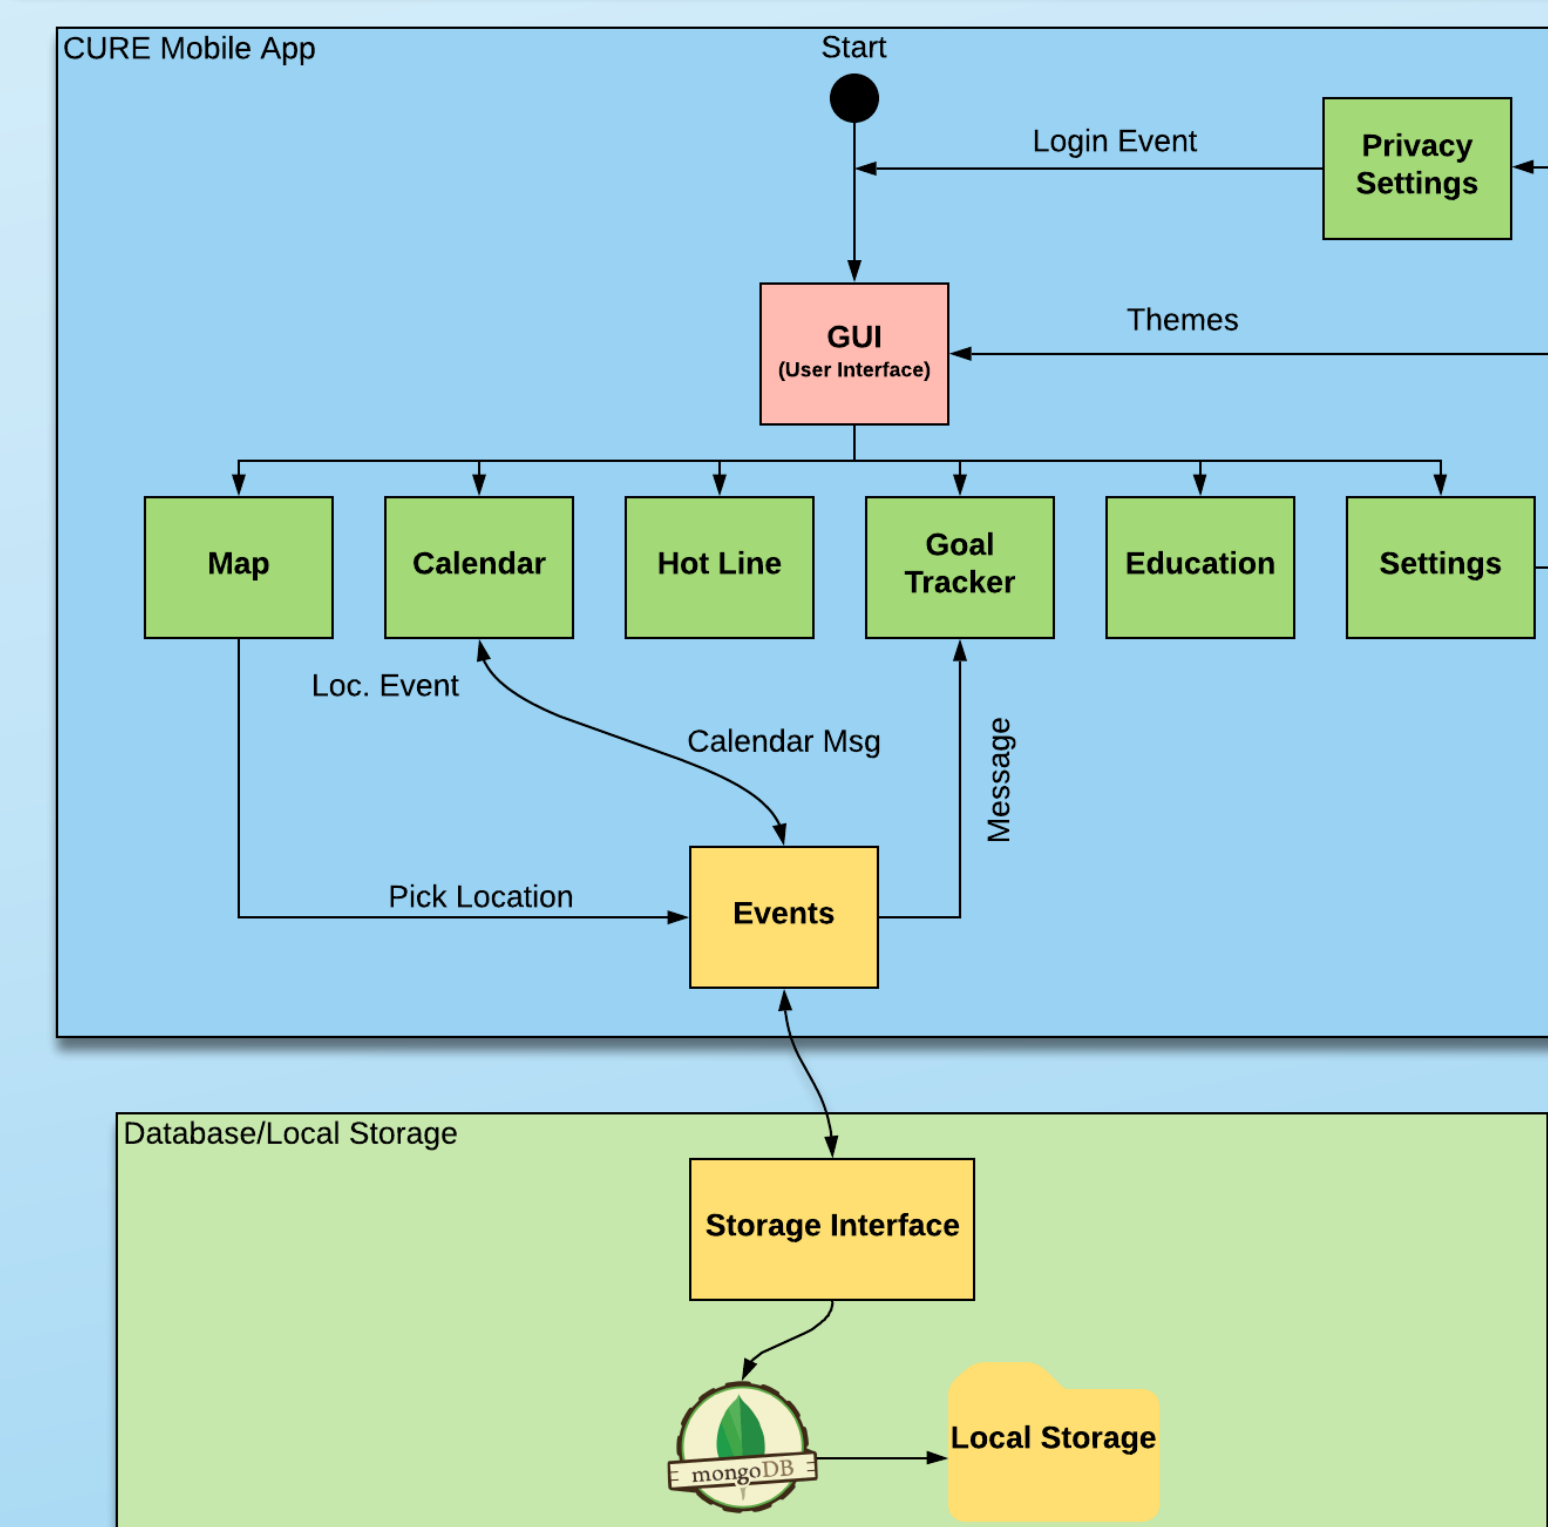 CURE Mobile App
Start
Login Event
Privacy
Settings
Themes
GUI
(User Interface)
Map
Calendar
Hot Line
Goal
Tracker
Education
Settings
Loc. Event
Calendar Msg
Message
Pick Location
Events
Database/Local Storage
Storage Interface
Local Storage
mongoDB